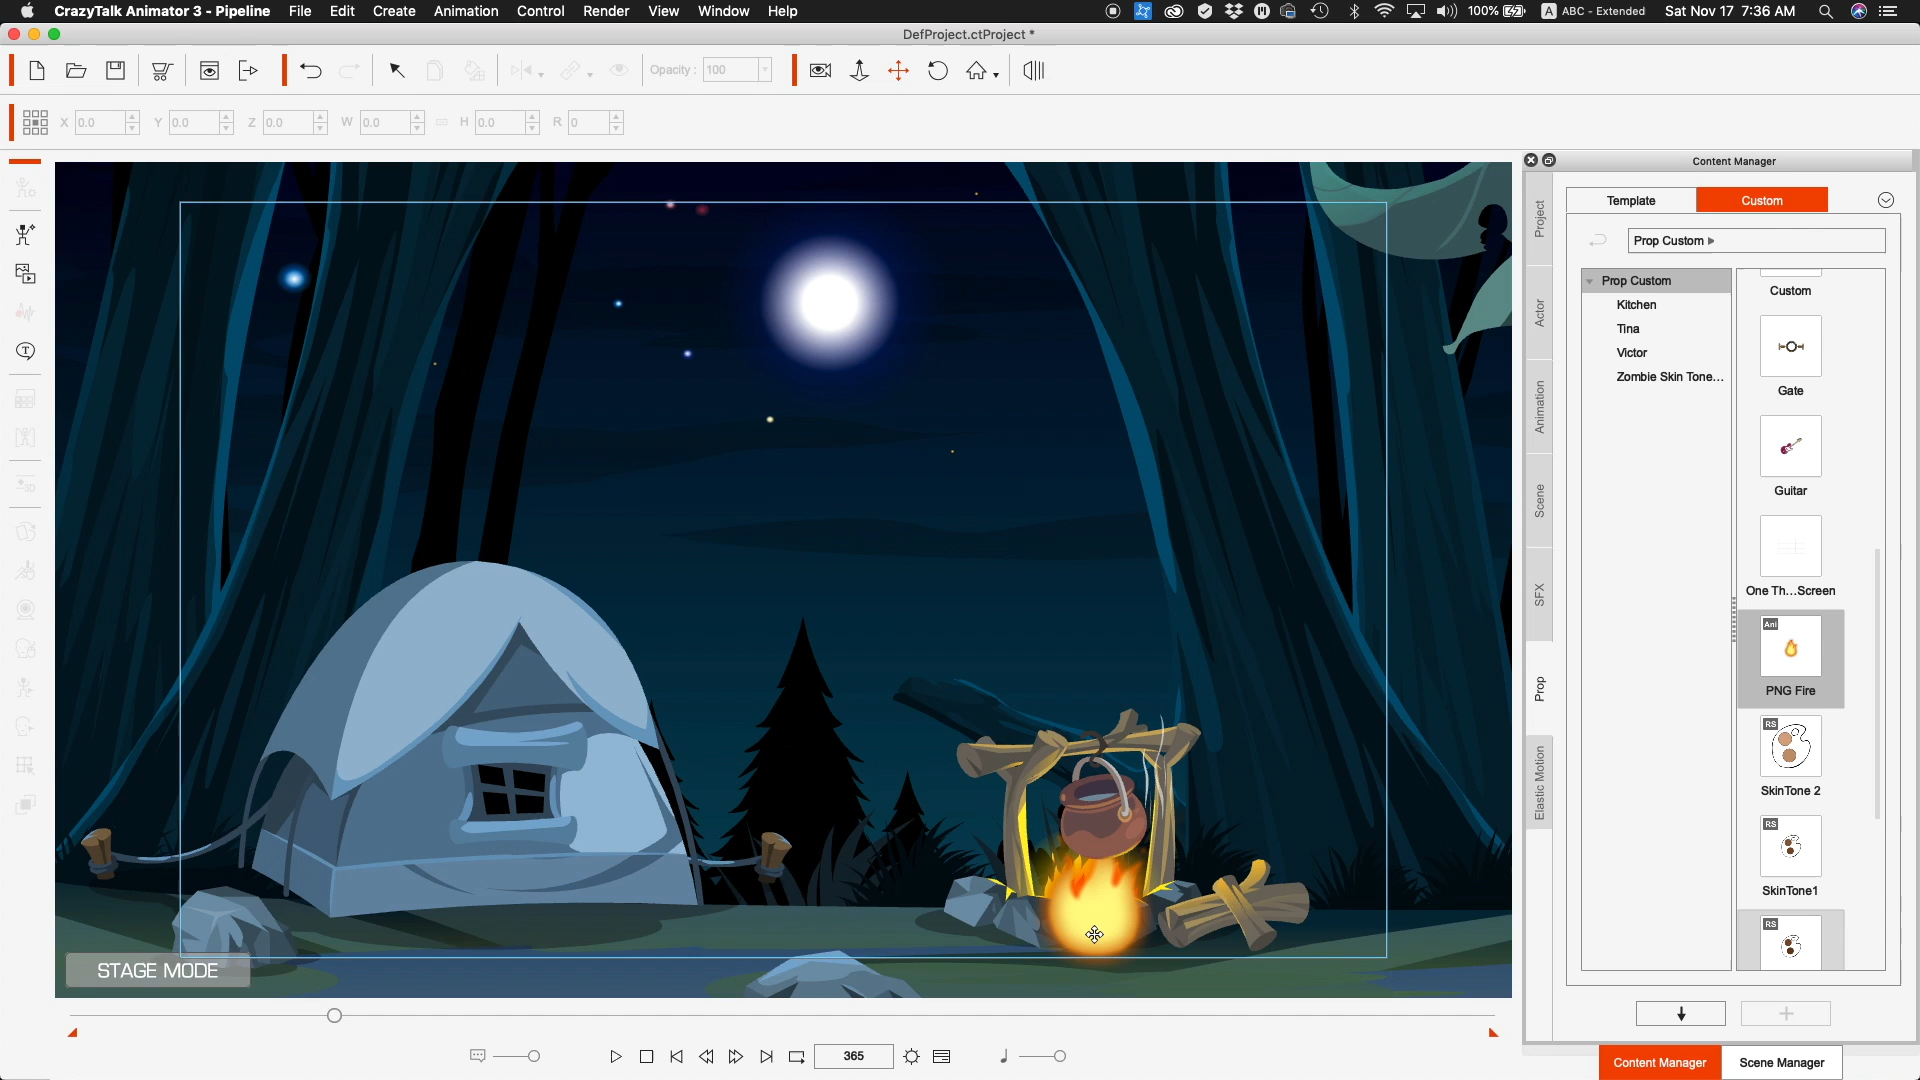 CrazyTalk Animator 3 - Pipeline File Edit Create Animation Control Render View Window Help 100% A ABC - Extended Sat Nov 17 7:36 AM
DefProject.ctProject *
Opacity : 100
X 0.0 Y 0.0 Z 0.0 W 0.0 H 0.0 R 0
Content Manager
Template Custom
Prop Custom
Prop Custom
Kitchen
Tina
Victor
Zombie Skin Tone...
Custom
Gate
Guitar
One Th...Screen
Ani
PNG Fire
RS
SkinTone 2
RS
SkinTone1
RS
Project
Actor
Animation
Scene
SFX
Prop
Elastic Motion
STAGE MODE
365
Content Manager Scene Manager